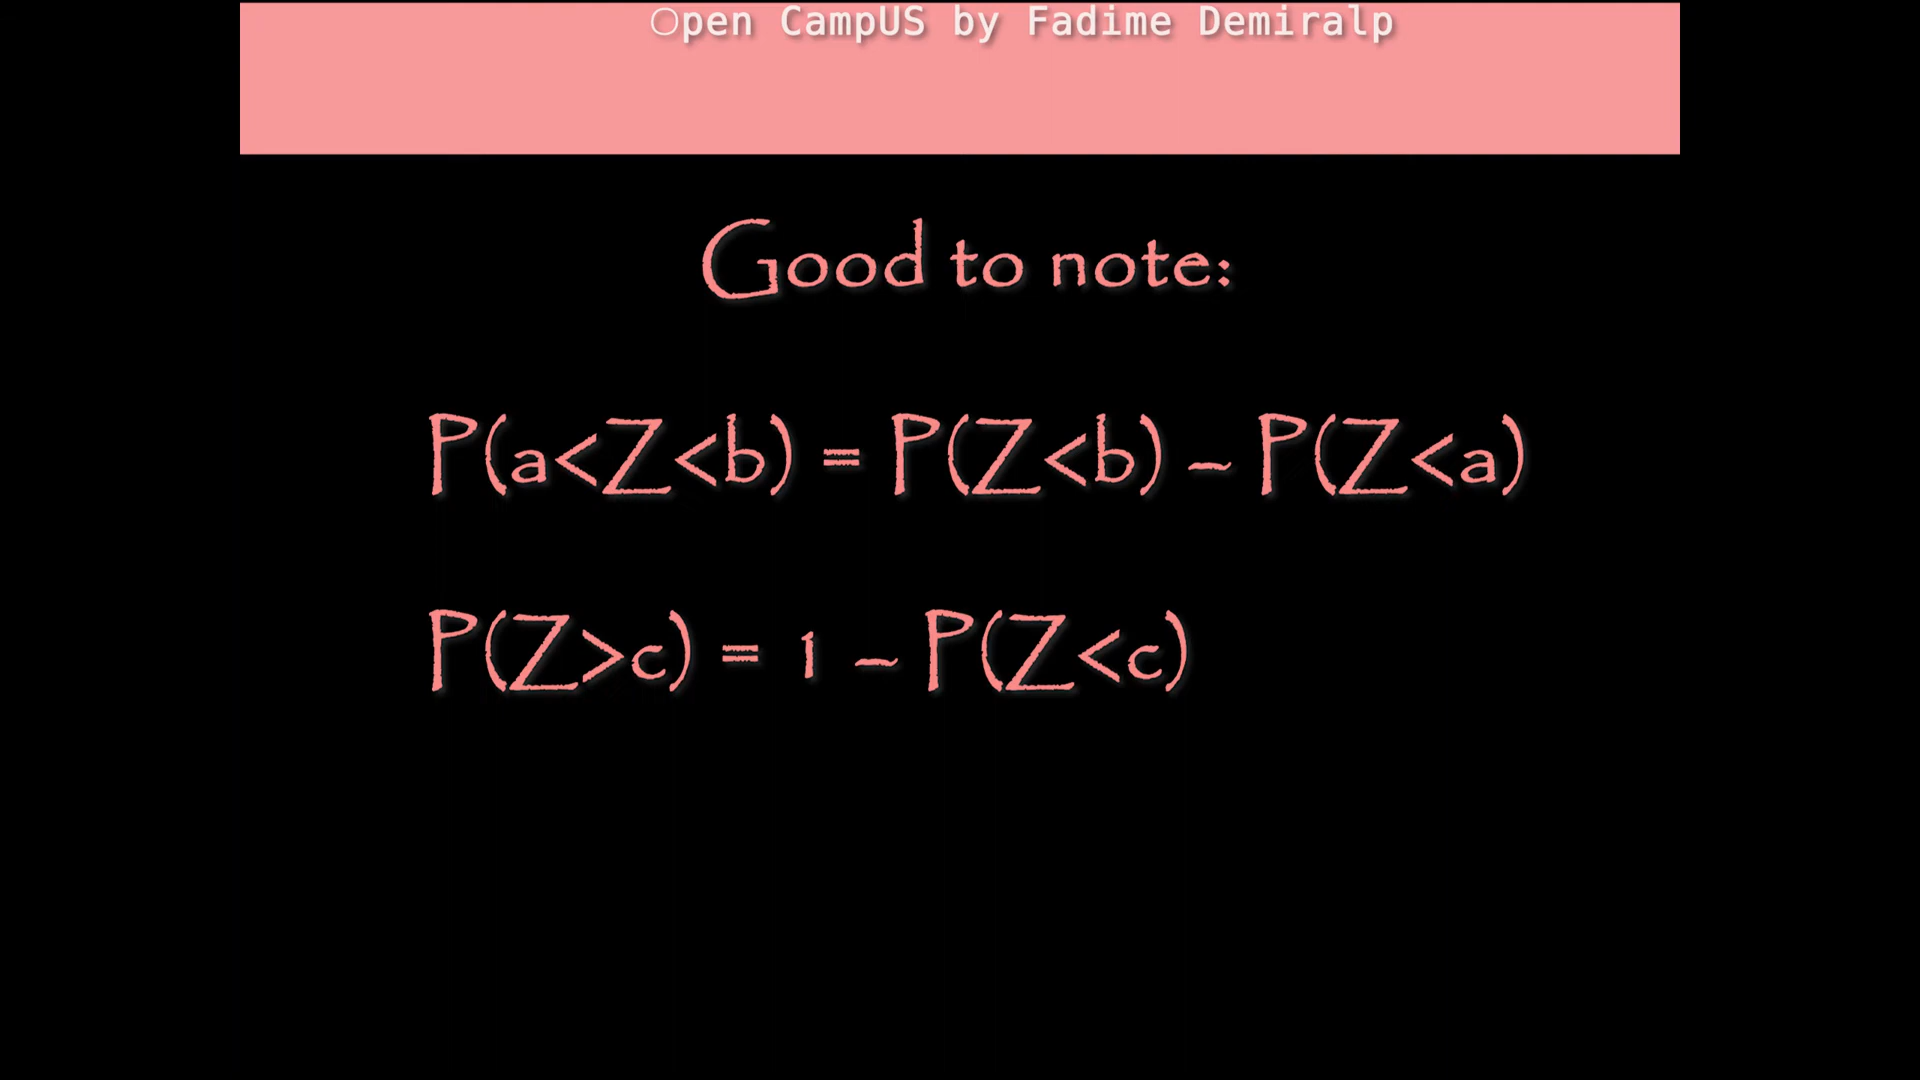 Open CampUS by Fadime Demiralp
Good to note:
P(a<Z<b) = P(Z<b) – P(Z<a)
P(Z>c) = 1 – P(Z<c)